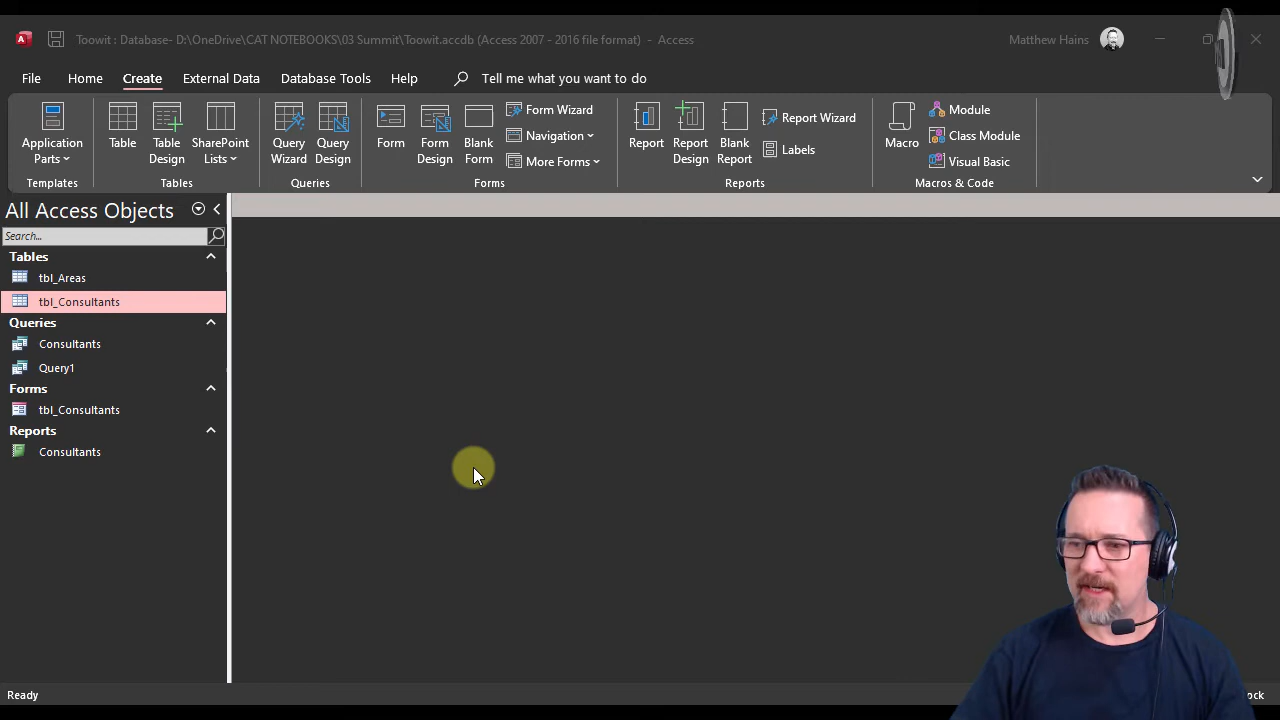 Toowit : Database- D:\OneDrive\CAT NOTEBOOKS\03 Summit\Toowit.accdb (Access 2007 - 2016 file format) - Access
Matthew Hains
File Home Create External Data Database Tools Help Tell me what you want to do
Application Parts
Templates
Table
Table Design
SharePoint Lists
Tables
Query Wizard
Query Design
Queries
Form
Form Design
Blank Form
Form Wizard
Navigation
More Forms
Forms
Report
Report Design
Blank Report
Report Wizard
Labels
Reports
Macro
Module
Class Module
Visual Basic
Macros & Code
All Access Objects
Search...
Tables
tbl_Areas
tbl_Consultants
Queries
Consultants
Query1
Forms
tbl_Consultants
Reports
Consultants
Ready